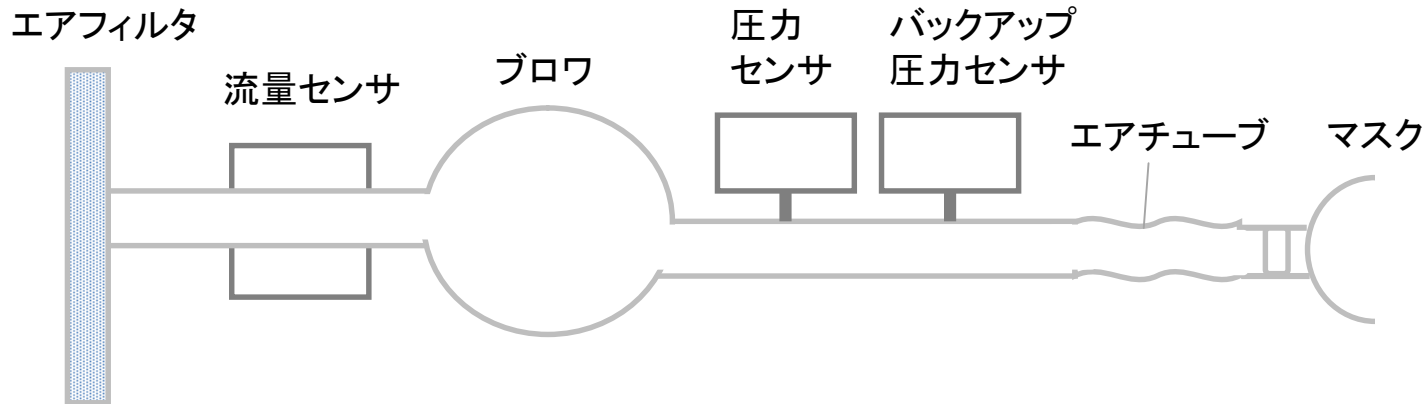 エアフィルタ
流量センサ
ブロワ
圧力
センサ
バックアップ
圧力センサ
エアチューブ
マスク